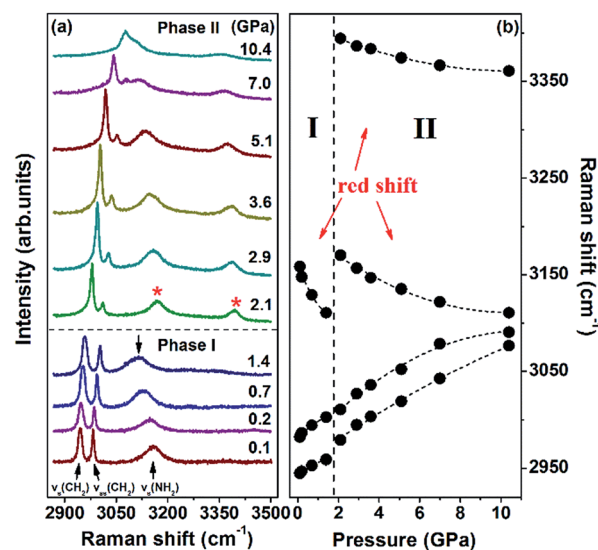 (a) Phase II (GPa)
10.4
7.0
5.1
3.6
2.9
* *
2.1
Phase I
1.4
0.7
0.2
0.1
νs(CH2) νas(CH2) νs(NH2)
2900 3050 3200 3350 3500
Raman shift (cm-1)
Intensity (arb.units)
(b)
I II
red shift
3350
3250
3150
3050
2950
Raman shift (cm-1)
0 2 4 6 8 10
Pressure (GPa)